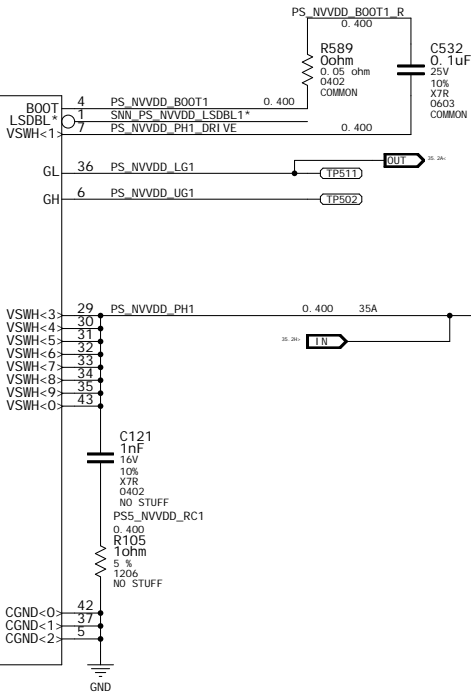 PS_NVVDD_BOOT1_R
0.400
R589
0ohm
0.05 ohm
0402
COMMON
C532
0.1uF
25V
10%
X7R
0603
COMMON
BOOT 4 PS_NVVDD_BOOT1 0.400
LSDBL* 1 SNN_PS_NVVDD_LSDBL1*
VSWH<1> 7 PS_NVVDD_PH1_DRIVE 0.400
OUT 35.2A<
GL 36 PS_NVVDD_LG1 TP511
GH 6 PS_NVVDD_UG1 TP502
VSWH<3> 29 PS_NVVDD_PH1 0.400 35A
VSWH<4> 30
VSWH<5> 31
35.2H> IN
VSWH<6> 32
VSWH<7> 33
VSWH<8> 34
VSWH<9> 35
VSWH<0> 43
C121
1nF
16V
10%
X7R
0402
NO STUFF
PS5_NVVDD_RC1
0.400
R105
1ohm
5 %
1206
NO STUFF
CGND<0> 42
CGND<1> 37
CGND<2> 5
GND